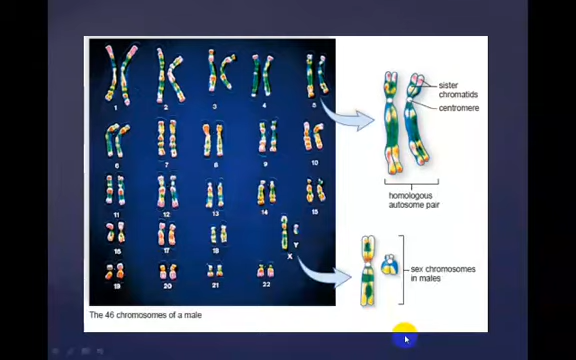 1 2 3 4 5
sister
chromatids
centromere
6 7 8 9 10
homologous
autosome pair
11 12 13 14 15
16 17 18 Y
X
sex chromosomes
in males
19 20 21 22
The 46 chromosomes of a male